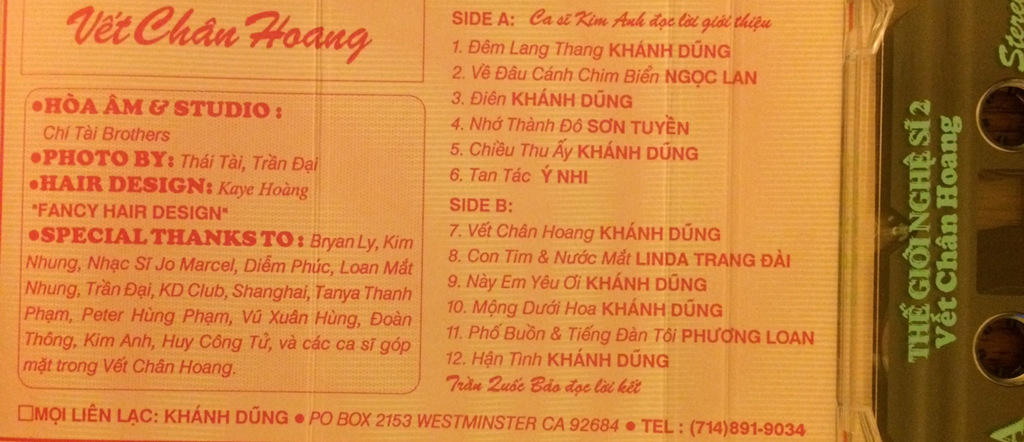 Vết Chân Hoang
●HÒA ÂM & STUDIO :
Chí Tài Brothers
●PHOTO BY: Thái Tài, Trần Đại
●HAIR DESIGN: Kaye Hoàng
"FANCY HAIR DESIGN"
●SPECIAL THANKS TO : Bryan Ly, Kim
Nhung, Nhạc Sĩ Jo Marcel, Diễm Phúc, Loan Mắt
Nhung, Trần Đại, KD Club, Shanghai, Tanya Thanh
Phạm, Peter Hùng Phạm, Vũ Xuân Hùng, Đoàn
Thông, Kim Anh, Huy Công Tử, và các ca sĩ góp
mặt trong Vết Chân Hoang.
SIDE A: Ca sĩ Kim Anh đọc lời giới thiệu
1. Đêm Lang Thang KHÁNH DŨNG
2. Về Đâu Cánh Chim Biển NGỌC LAN
3. Điên KHÁNH DŨNG
4. Nhớ Thành Đô SƠN TUYỀN
5. Chiều Thu Ấy KHÁNH DŨNG
6. Tan Tác Ý NHI
SIDE B:
7. Vết Chân Hoang KHÁNH DŨNG
8. Con Tim & Nước Mắt LINDA TRANG ĐÀI
9. Này Em Yêu Ơi KHÁNH DŨNG
10. Mộng Dưới Hoa KHÁNH DŨNG
11. Phố Buồn & Tiếng Đàn Tôi PHƯƠNG LOAN
12. Hận Tình KHÁNH DŨNG
Trần Quốc Bảo đọc lời kết
☐MỌI LIÊN LẠC: KHÁNH DŨNG ● PO BOX 2153 WESTMINSTER CA 92684 ● TEL : (714)891-9034
THẾ GIỚI NGHỆ SĨ 2
Vết Chân Hoang
Stereo
A